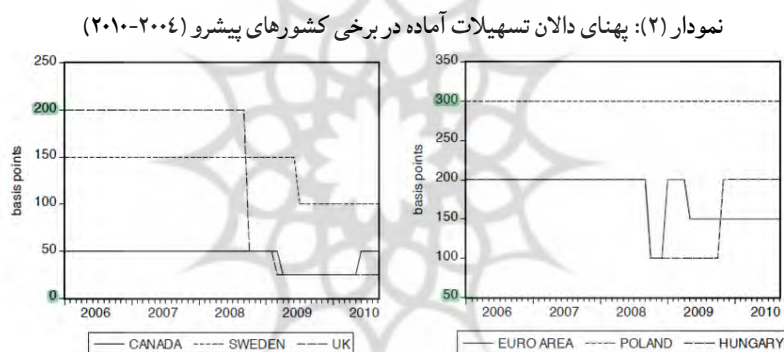 نمودار (۲): پهنای دالان تسهیلات آماده در برخی کشورهای پیشرو (۲۰۰۴-۲۰۱۰)
250
200
150
100
50
0
basis points
2006 2007 2008 2009 2010
CANADA SWEDEN UK
350
300
250
200
150
100
50
basis points
2006 2007 2008 2009 2010
EURO AREA POLAND HUNGARY